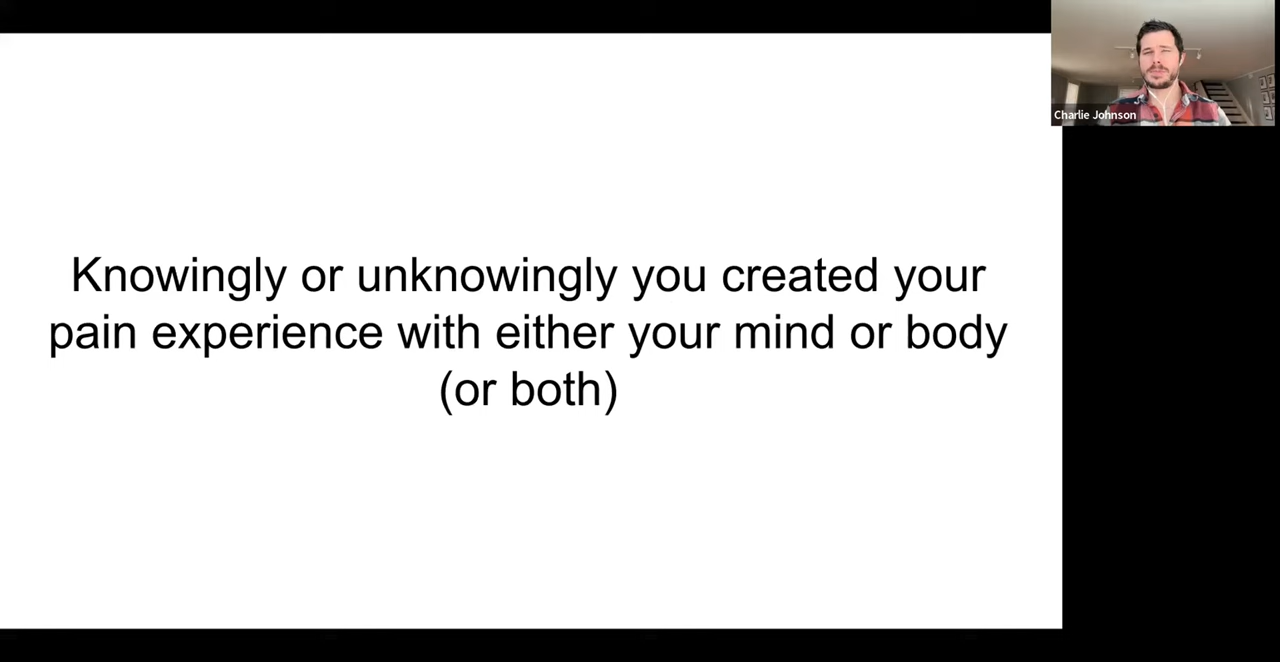 Charlie Johnson
Knowingly or unknowingly you created your
pain experience with either your mind or body
(or both)